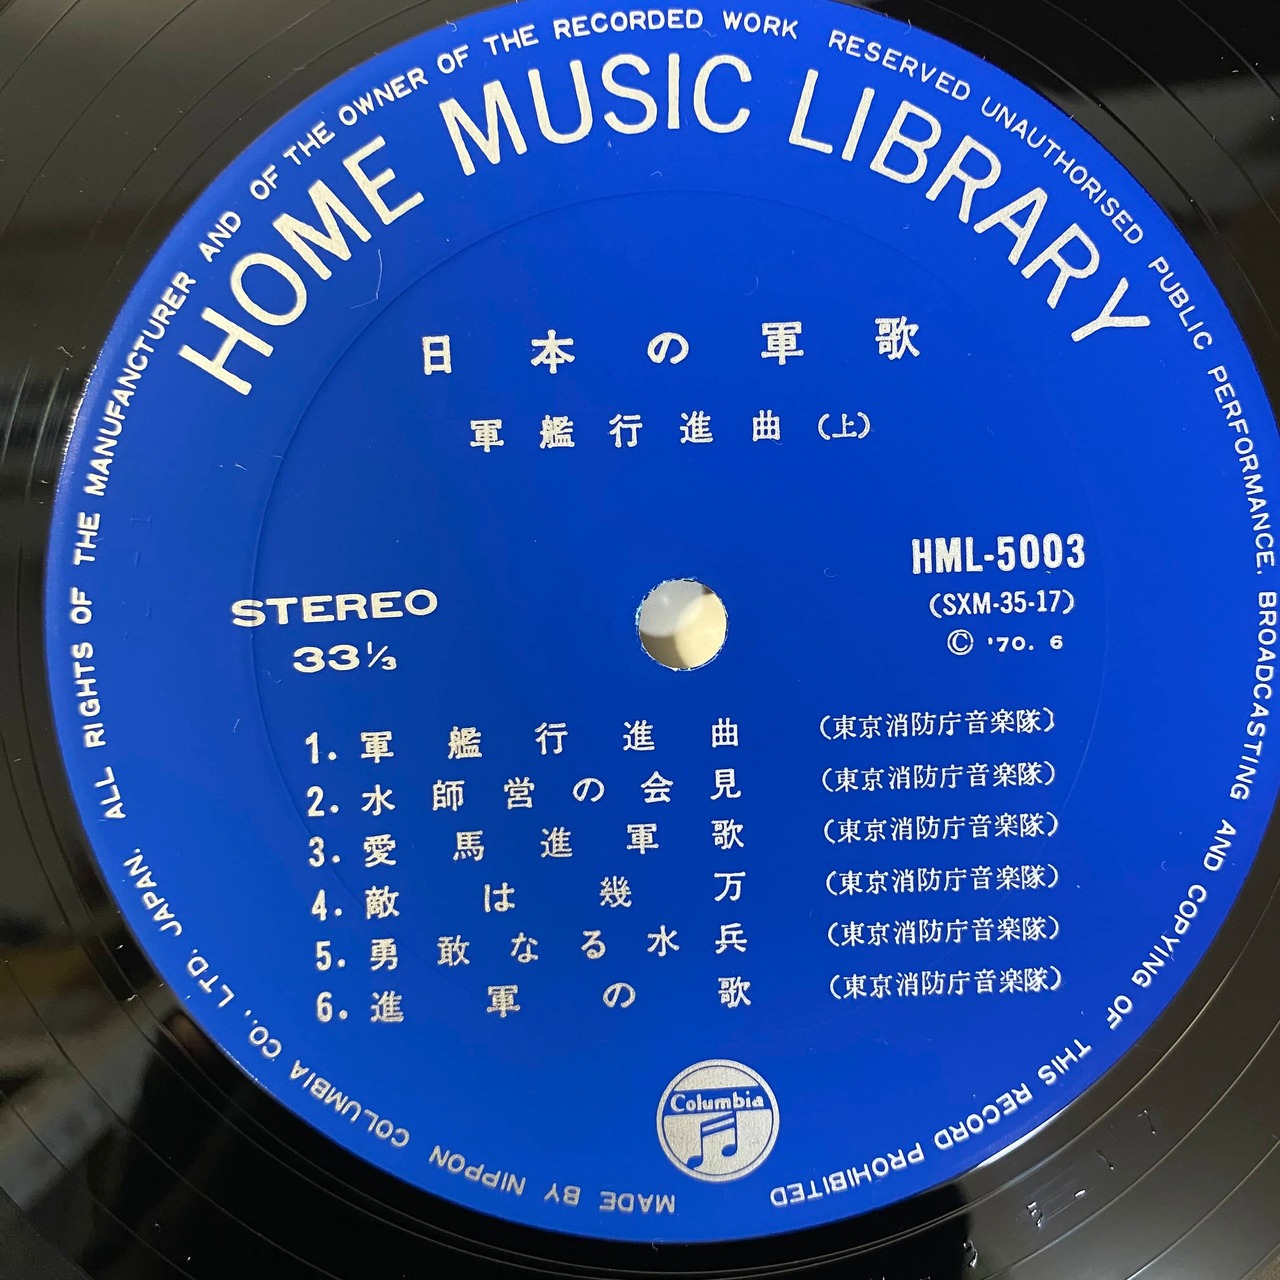 ALL RIGHTS OF THE MANUFANCTURER AND OF THE OWNER OF THE RECORDED WORK RESERVED UNAUTHORISED PUBLIC PERFORMANCE. BROADCASTING AND COPYING OF THIS RECORD PROHIBITED
HOME MUSIC LIBRARY
日本の軍歌
軍艦行進曲(上)
HML-5003
(SXM-35-17)
© '70. 6
STEREO
33⅓
1. 軍艦行進曲 (東京消防庁音楽隊)
2. 水師営の会見 (東京消防庁音楽隊)
3. 愛馬進軍歌 (東京消防庁音楽隊)
4. 敵は幾万 (東京消防庁音楽隊)
5. 勇敢なる水兵 (東京消防庁音楽隊)
6. 進軍の歌 (東京消防庁音楽隊)
Columbia
MADE BY NIPPON COLUMBIA CO., LTD. JAPAN.